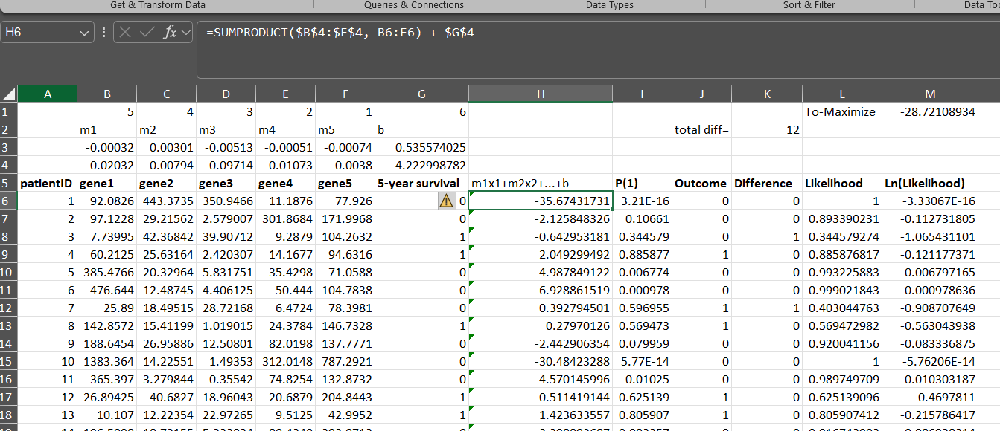 Get & Transform Data Queries & Connections Data Types Sort & Filter Data Too
H6 fx =SUMPRODUCT($B$4:$F$4, B6:F6) + $G$4
A B C D E F G H I J K L M
1 5 4 3 2 1 6 To-Maximize -28.72108934
2 m1 m2 m3 m4 m5 b total diff= 12
3 -0.00032 0.00301 -0.00513 -0.00051 -0.00074 0.535574025
4 -0.02032 -0.00794 -0.09714 -0.01073 -0.0038 4.222998782
5 patientID gene1 gene2 gene3 gene4 gene5 5-year survival m1x1+m2x2+...+b P(1) Outcome Difference Likelihood Ln(Likelihood)
6 1 92.0826 443.3735 350.9466 11.1876 77.926 0 -35.67431731 3.21E-16 0 0 1 -3.33067E-16
7 2 97.1228 29.21562 2.579007 301.8684 171.9968 0 -2.125848326 0.10661 0 0 0.893390231 -0.112731805
8 3 7.73995 42.36842 39.90712 9.2879 104.2632 1 -0.642953181 0.344579 0 1 0.344579274 -1.065431101
9 4 60.2125 25.63164 2.420307 14.1677 94.6316 1 2.049299492 0.885877 1 0 0.885876817 -0.121177371
10 5 385.4766 20.32964 5.831751 35.4298 71.0588 0 -4.987849122 0.006774 0 0 0.993225883 -0.006797165
11 6 476.644 12.48745 4.406125 50.444 104.7838 0 -6.928861519 0.000978 0 0 0.999021843 -0.000978636
12 7 25.89 18.49515 28.72168 6.4724 78.3981 0 0.392794501 0.596955 1 1 0.403044763 -0.908707649
13 8 142.8572 15.41199 1.019015 24.3784 146.7328 1 0.27970126 0.569473 1 0 0.569472982 -0.563043938
14 9 188.6454 26.95886 12.50801 82.0198 137.7771 0 -2.442906354 0.079959 0 0 0.920041156 -0.083336875
15 10 1383.364 14.22551 1.49353 312.0148 787.2921 0 -30.48423288 5.77E-14 0 0 1 -5.76206E-14
16 11 365.397 3.279844 0.35542 74.8254 132.8732 0 -4.570145996 0.01025 0 0 0.989749709 -0.010303187
17 12 26.89425 40.6827 18.96043 20.6879 204.8443 1 0.511419144 0.625139 1 0 0.625139096 -0.4697811
18 13 10.107 12.22354 22.97265 9.5125 42.9952 1 1.423633557 0.805907 1 0 0.805907412 -0.215786417